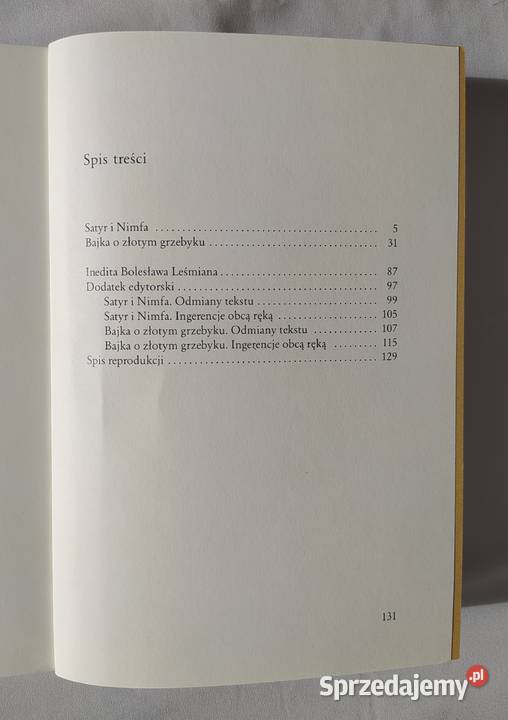 Spis treści
Satyr i Nimfa .......................................... 5
Bajka o złotym grzebyku ................................ 31
Inedita Bolesława Leśmiana ............................. 87
Dodatek edytorski ...................................... 97
Satyr i Nimfa. Odmiany tekstu .......................... 99
Satyr i Nimfa. Ingerencje obcą ręką .................... 105
Bajka o złotym grzebyku. Odmiany tekstu ................ 107
Bajka o złotym grzebyku. Ingerencje obcą ręką .......... 115
Spis reprodukcji ....................................... 129
131
Sprzedajemy.pl